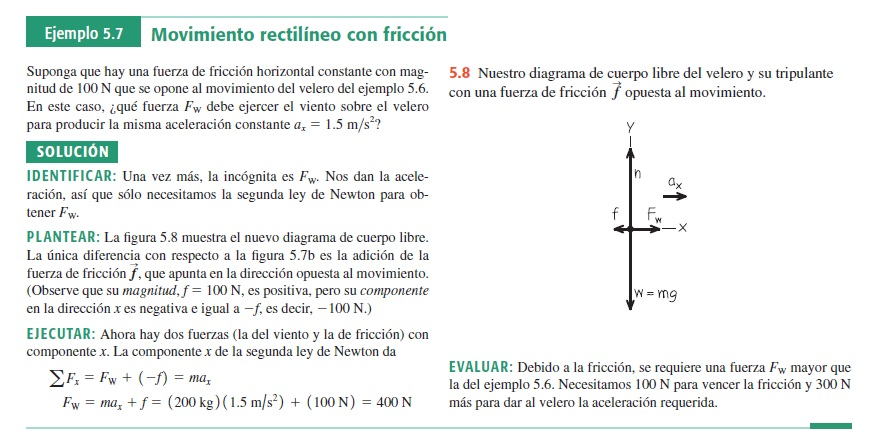 Ejemplo 5.7 Movimiento rectilíneo con fricción
Suponga que hay una fuerza de fricción horizontal constante con mag-
nitud de 100 N que se opone al movimiento del velero del ejemplo 5.6.
En este caso, ¿qué fuerza F_W debe ejercer el viento sobre el velero
para producir la misma aceleración constante a_x = 1.5 m/s²?
SOLUCIÓN
IDENTIFICAR: Una vez más, la incógnita es F_W. Nos dan la acele-
ración, así que sólo necesitamos la segunda ley de Newton para ob-
tener F_W.
PLANTEAR: La figura 5.8 muestra el nuevo diagrama de cuerpo libre.
La única diferencia con respecto a la figura 5.7b es la adición de la
fuerza de fricción f⃗, que apunta en la dirección opuesta al movimiento.
(Observe que su magnitud, f = 100 N, es positiva, pero su componente
en la dirección x es negativa e igual a −f, es decir, −100 N.)
EJECUTAR: Ahora hay dos fuerzas (la del viento y la de fricción) con
componente x. La componente x de la segunda ley de Newton da
∑F_x = F_W + (−f) = ma_x
F_W = ma_x + f = (200 kg)(1.5 m/s²) + (100 N) = 400 N
5.8 Nuestro diagrama de cuerpo libre del velero y su tripulante
con una fuerza de fricción f⃗ opuesta al movimiento.
y
n
a_x
f
F_w
x
w = mg
EVALUAR: Debido a la fricción, se requiere una fuerza F_W mayor que
la del ejemplo 5.6. Necesitamos 100 N para vencer la fricción y 300 N
más para dar al velero la aceleración requerida.